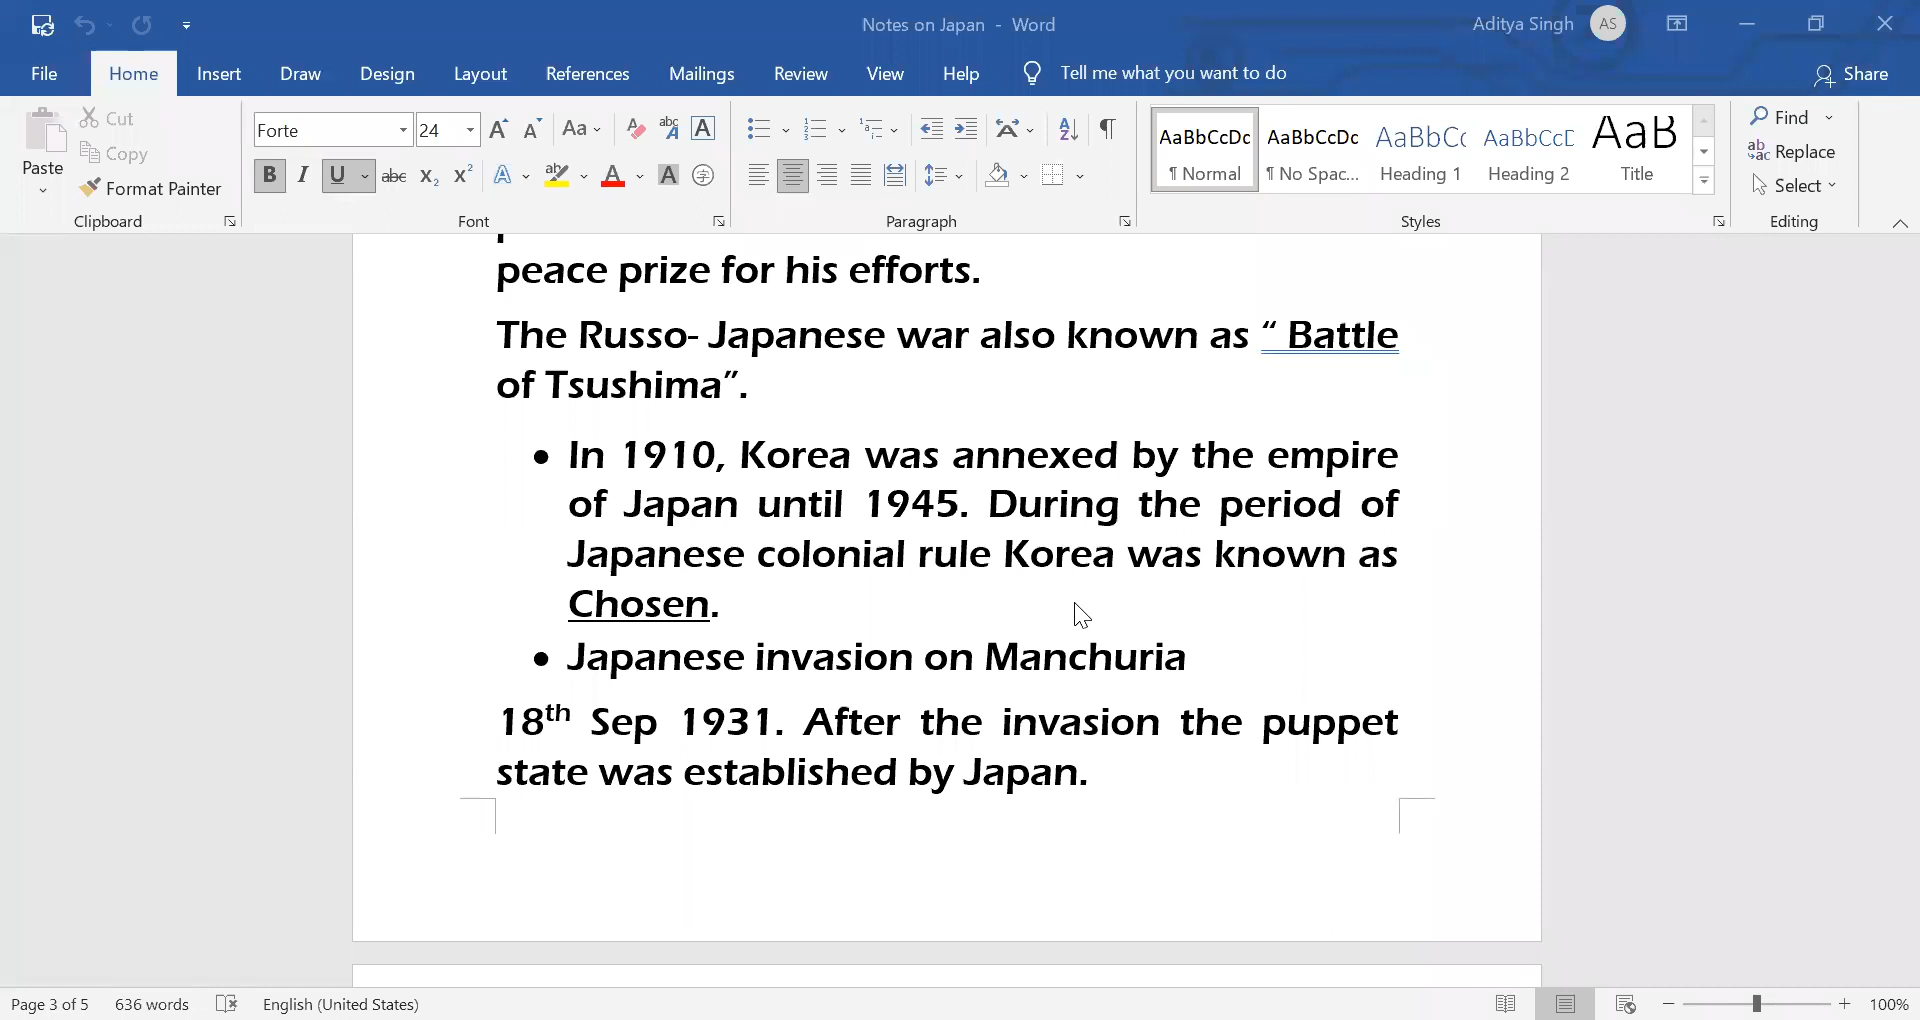 Notes on Japan - Word
Aditya Singh AS
File Home Insert Draw Design Layout References Mailings Review View Help Tell me what you want to do Share
Paste
Cut
Copy
Format Painter
Clipboard
Forte 24
Font
Paragraph
AaBbCcDc AaBbCcDc AaBbCc AaBbCcE AaB
¶ Normal ¶ No Spac... Heading 1 Heading 2 Title
Styles
Find
Replace
Select
Editing
peace prize for his efforts.
The Russo- Japanese war also known as “ Battle
of Tsushima”.
• In 1910, Korea was annexed by the empire
of Japan until 1945. During the period of
Japanese colonial rule Korea was known as
Chosen.
• Japanese invasion on Manchuria
18th Sep 1931. After the invasion the puppet
state was established by Japan.
Page 3 of 5 636 words English (United States) 100%